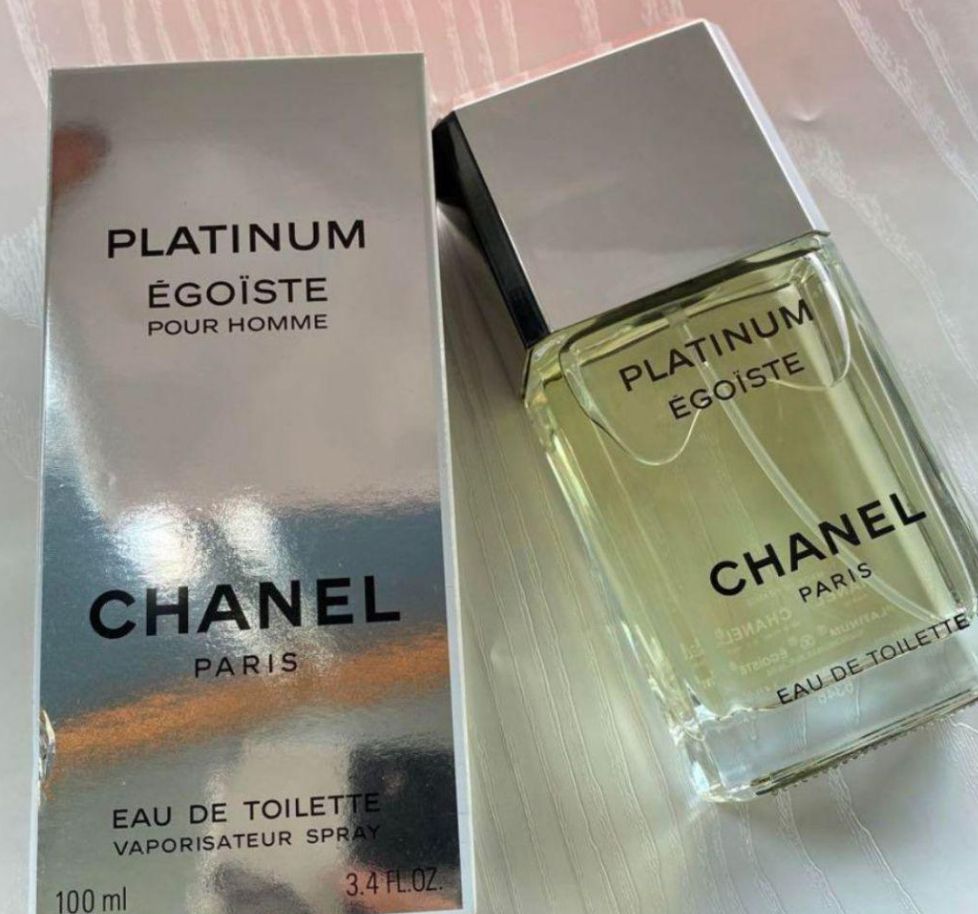 PLATINUM
ÉGOÏSTE
POUR HOMME
CHANEL
PARIS
EAU DE TOILETTE
VAPORISATEUR SPRAY
100 ml
3.4 FL.OZ.
PLATINUM
ÉGOÏSTE
CHANEL
PARIS
EAU DE TOILETTE